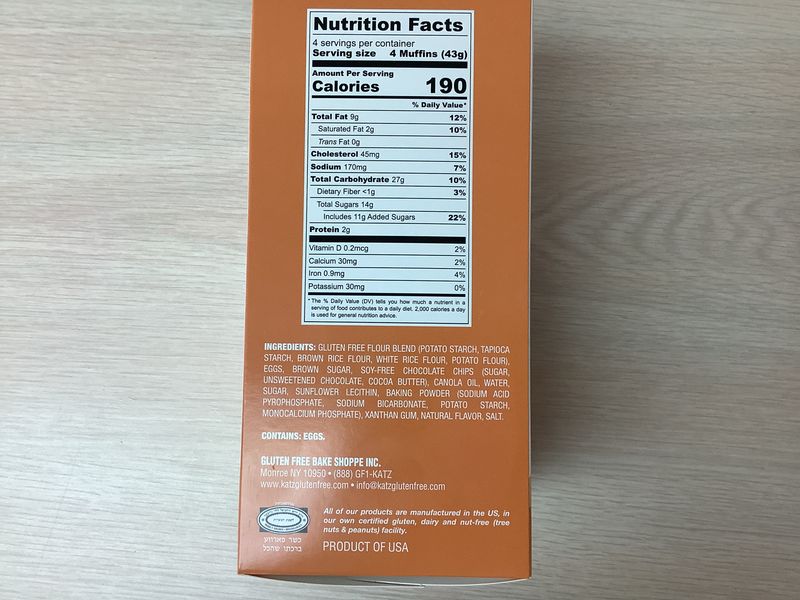 Nutrition Facts
4 servings per container
Serving size 4 Muffins (43g)
Amount Per Serving
Calories 190
% Daily Value*
Total Fat 9g 12%
Saturated Fat 2g 10%
Trans Fat 0g
Cholesterol 45mg 15%
Sodium 170mg 7%
Total Carbohydrate 27g 10%
Dietary Fiber <1g 3%
Total Sugars 14g
Includes 11g Added Sugars 22%
Protein 2g
Vitamin D 0.2mcg 2%
Calcium 30mg 2%
Iron 0.9mg 4%
Potassium 30mg 0%
* The % Daily Value (DV) tells you how much a nutrient in a
serving of food contributes to a daily diet. 2,000 calories a day
is used for general nutrition advice.
INGREDIENTS: GLUTEN FREE FLOUR BLEND (POTATO STARCH, TAPIOCA
STARCH, BROWN RICE FLOUR, WHITE RICE FLOUR, POTATO FLOUR),
EGGS, BROWN SUGAR, SOY-FREE CHOCOLATE CHIPS (SUGAR,
UNSWEETENED CHOCOLATE, COCOA BUTTER), CANOLA OIL, WATER,
SUGAR, SUNFLOWER LECITHIN, BAKING POWDER (SODIUM ACID
PYROPHOSPHATE, SODIUM BICARBONATE, POTATO STARCH,
MONOCALCIUM PHOSPHATE), XANTHAN GUM, NATURAL FLAVOR, SALT.
CONTAINS: EGGS.
GLUTEN FREE BAKE SHOPPE INC.
Monroe NY 10950 • (888) GF1-KATZ
www.katzglutenfree.com • info@katzglutenfree.com
All of our products are manufactured in the US, in
our own certified gluten, dairy and nut-free (tree
nuts & peanuts) facility.
כשר פארווע
ברכתו שהכל
PRODUCT OF USA